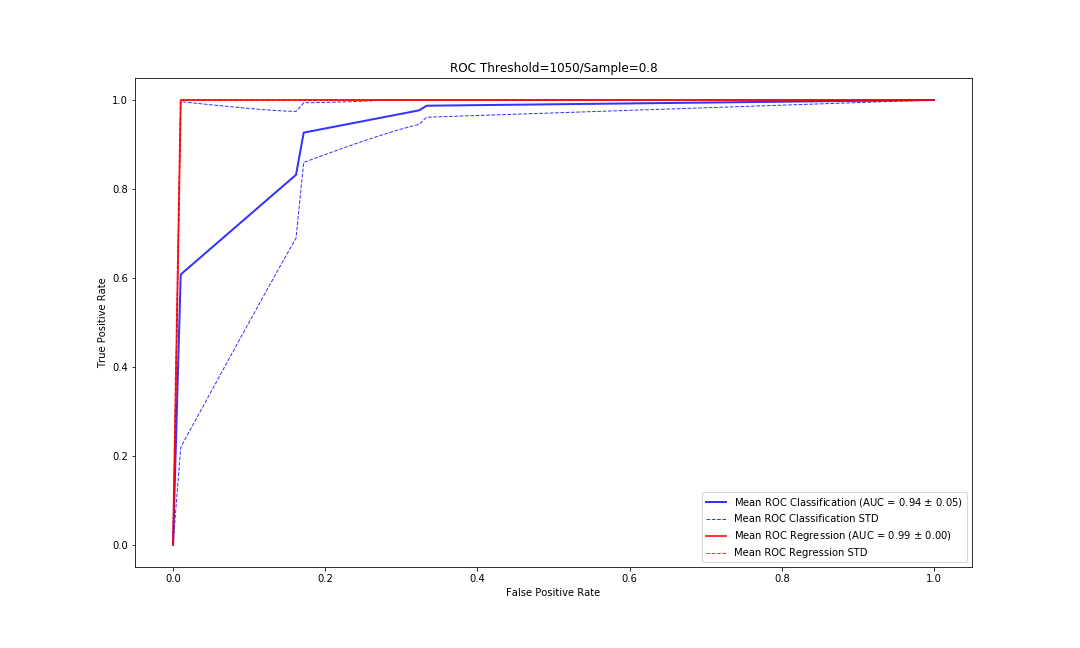 ROC Threshold=1050/Sample=0.8
True Positive Rate
1.0
0.8
0.6
0.4
0.2
0.0
Mean ROC Classification (AUC = 0.94 ± 0.05)
Mean ROC Classification STD
Mean ROC Regression (AUC = 0.99 ± 0.00)
Mean ROC Regression STD
0.0 0.2 0.4 0.6 0.8 1.0
False Positive Rate